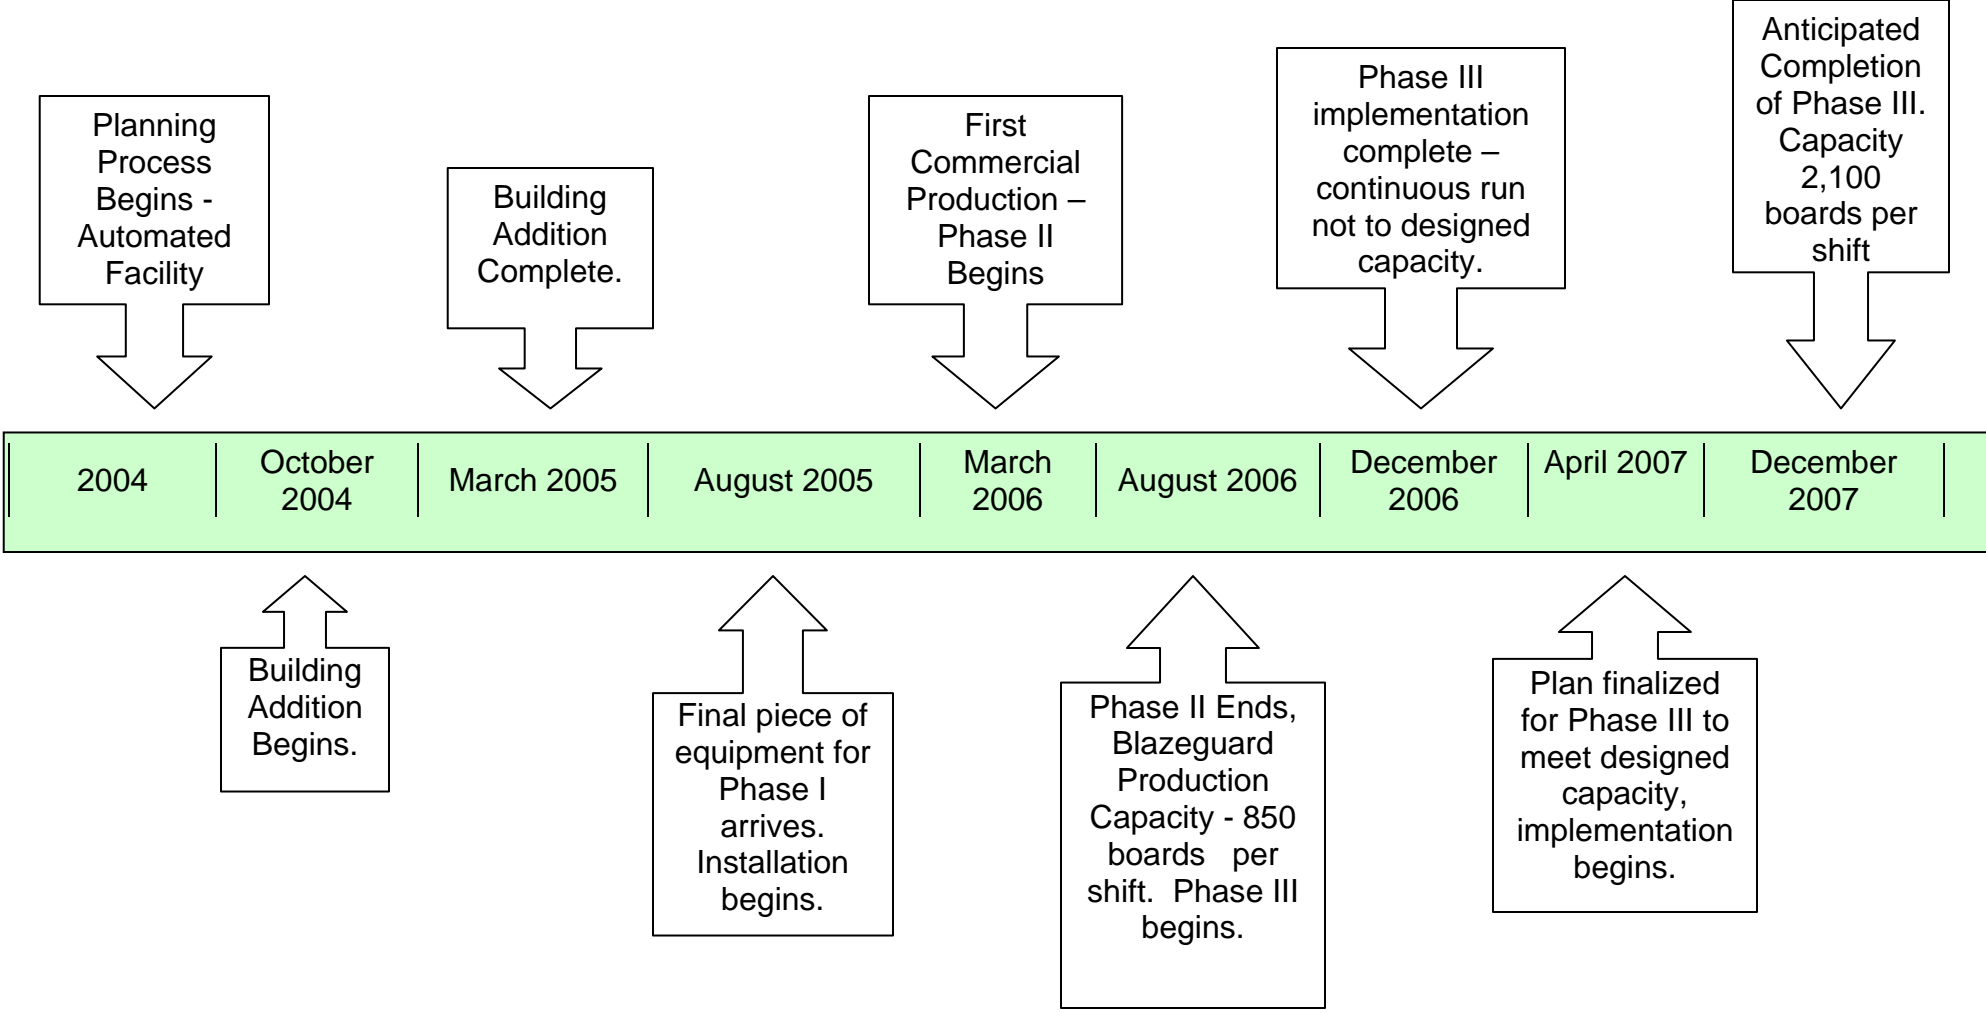 Planning
Process
Begins -
Automated
Facility
Building
Addition
Complete.
First
Commercial
Production –
Phase II
Begins
Phase III
implementation
complete –
continuous run
not to designed
capacity.
Anticipated
Completion
of Phase III.
Capacity
2,100
boards per
shift
2004
October
2004
March 2005
August 2005
March
2006
August 2006
December
2006
April 2007
December
2007
Building
Addition
Begins.
Final piece of
equipment for
Phase I
arrives.
Installation
begins.
Phase II Ends,
Blazeguard
Production
Capacity - 850
boards per
shift. Phase III
begins.
Plan finalized
for Phase III to
meet designed
capacity,
implementation
begins.